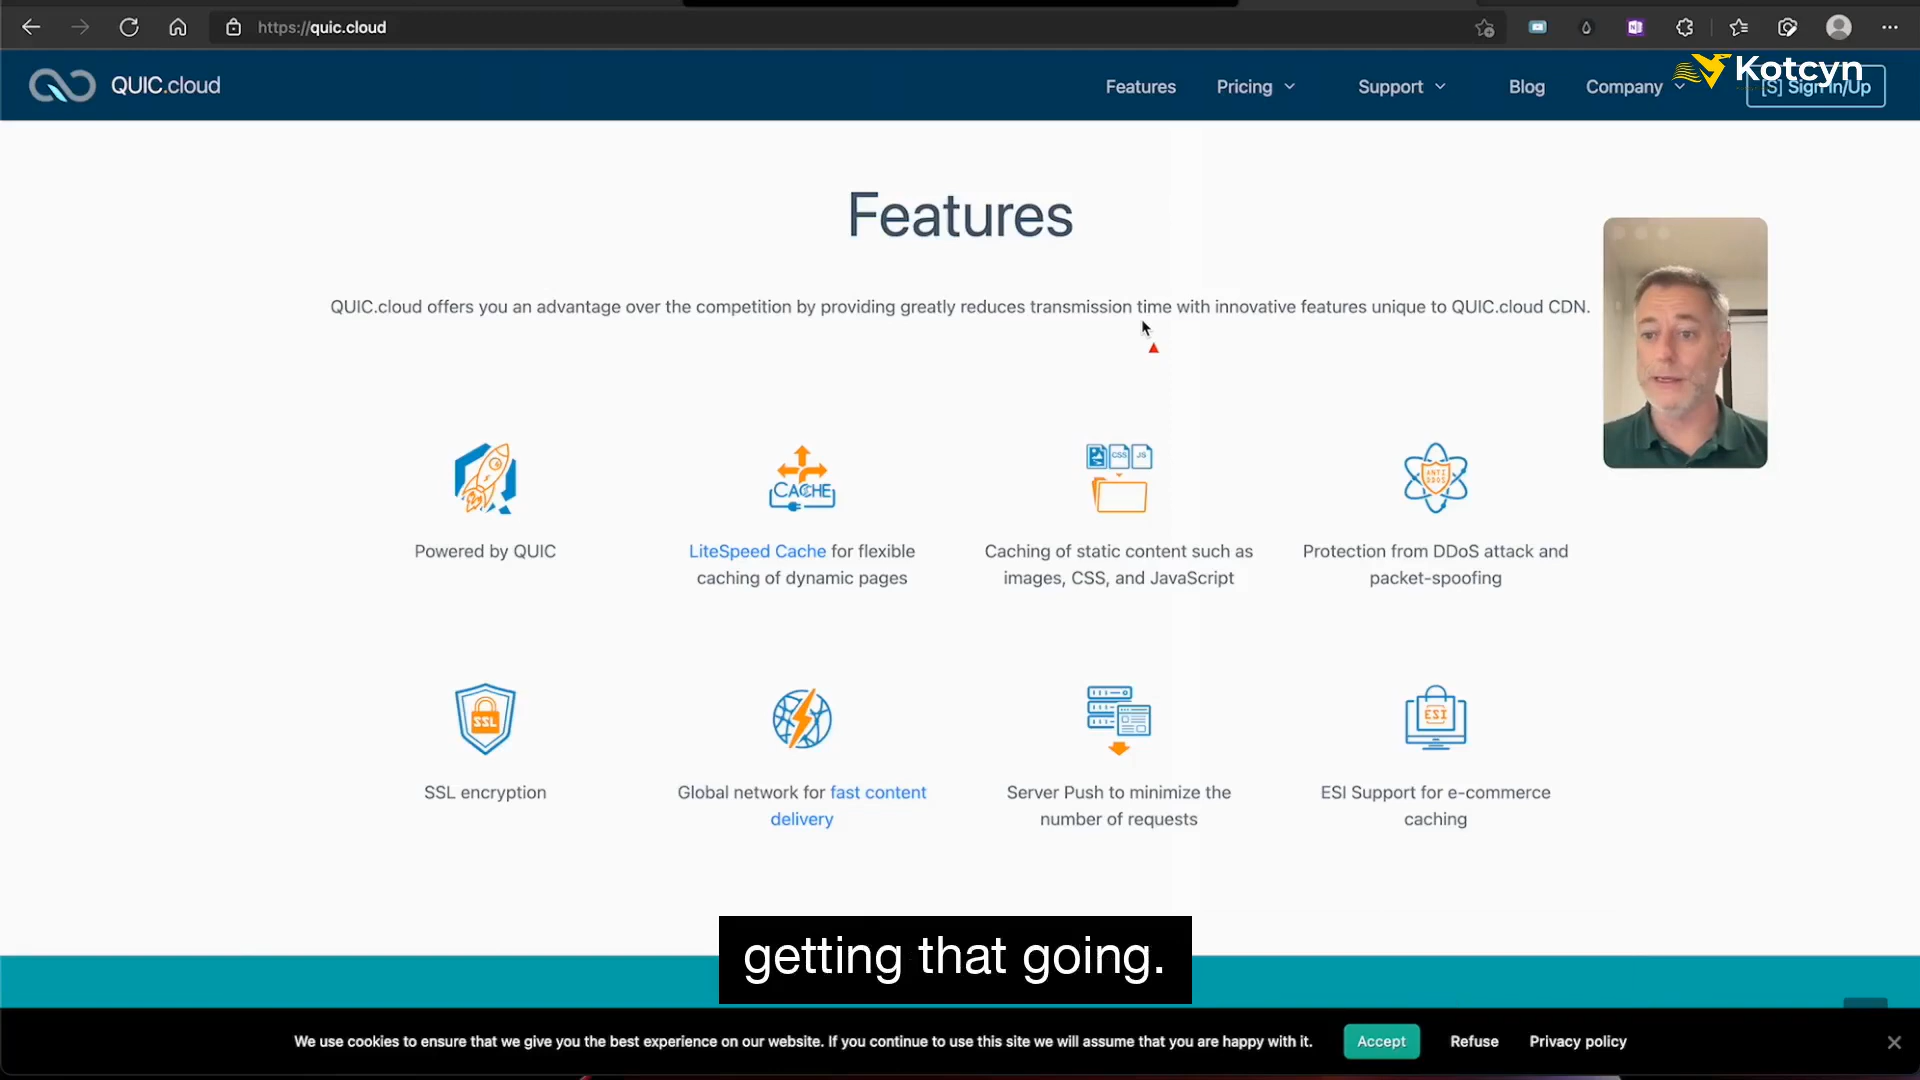 https://quic.cloud
QUIC.cloud
Features
Pricing
Support
Blog
Company
[S] Sign In/Up
Kotcyn
Features
QUIC.cloud offers you an advantage over the competition by providing greatly reduces transmission time with innovative features unique to QUIC.cloud CDN.
CACHE
CSS JS
ANTI
DDOS
Powered by QUIC
LiteSpeed Cache for flexible
caching of dynamic pages
Caching of static content such as
images, CSS, and JavaScript
Protection from DDoS attack and
packet-spoofing
SSL
ESI
SSL encryption
Global network for fast content
delivery
Server Push to minimize the
number of requests
ESI Support for e-commerce
caching
getting that going.
We use cookies to ensure that we give you the best experience on our website. If you continue to use this site we will assume that you are happy with it.
Accept
Refuse
Privacy policy